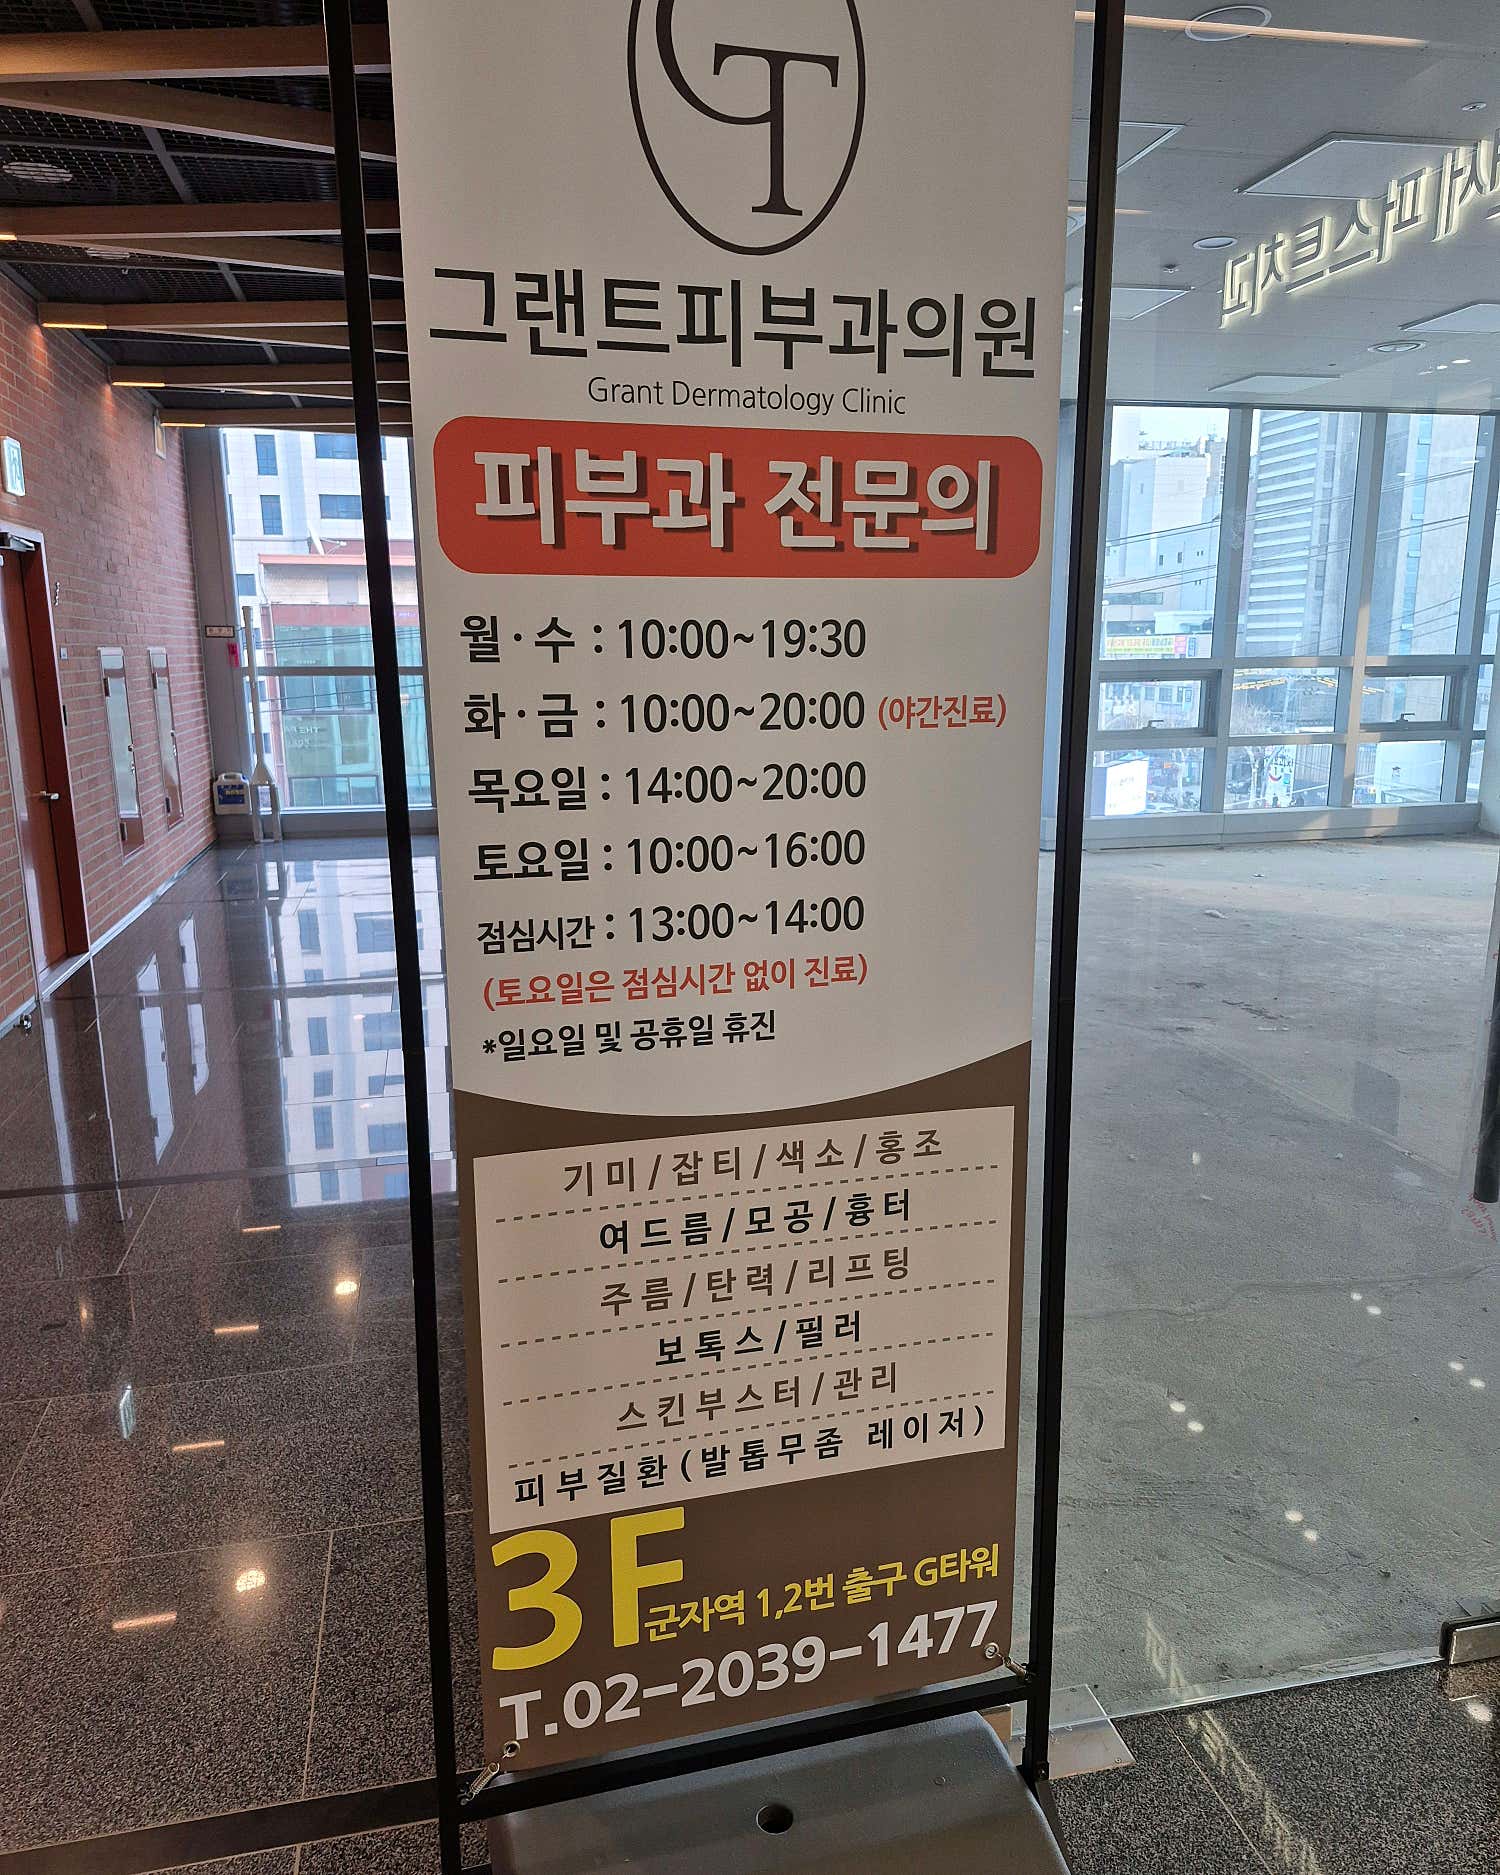 GT
그랜트피부과의원
Grant Dermatology Clinic
피부과 전문의
월·수 : 10:00~19:30
화·금 : 10:00~20:00 (야간진료)
목요일 : 14:00~20:00
토요일 : 10:00~16:00
점심시간 : 13:00~14:00
(토요일은 점심시간 없이 진료)
*일요일 및 공휴일 휴진
기미/잡티/색소/홍조
여드름/모공/흉터
주름/탄력/리프팅
보톡스/필러
스킨부스터/관리
피부질환(발톱무좀 레이저)
3F
군자역 1,2번 출구 G타워
T.02-2039-1477
세파스트치과